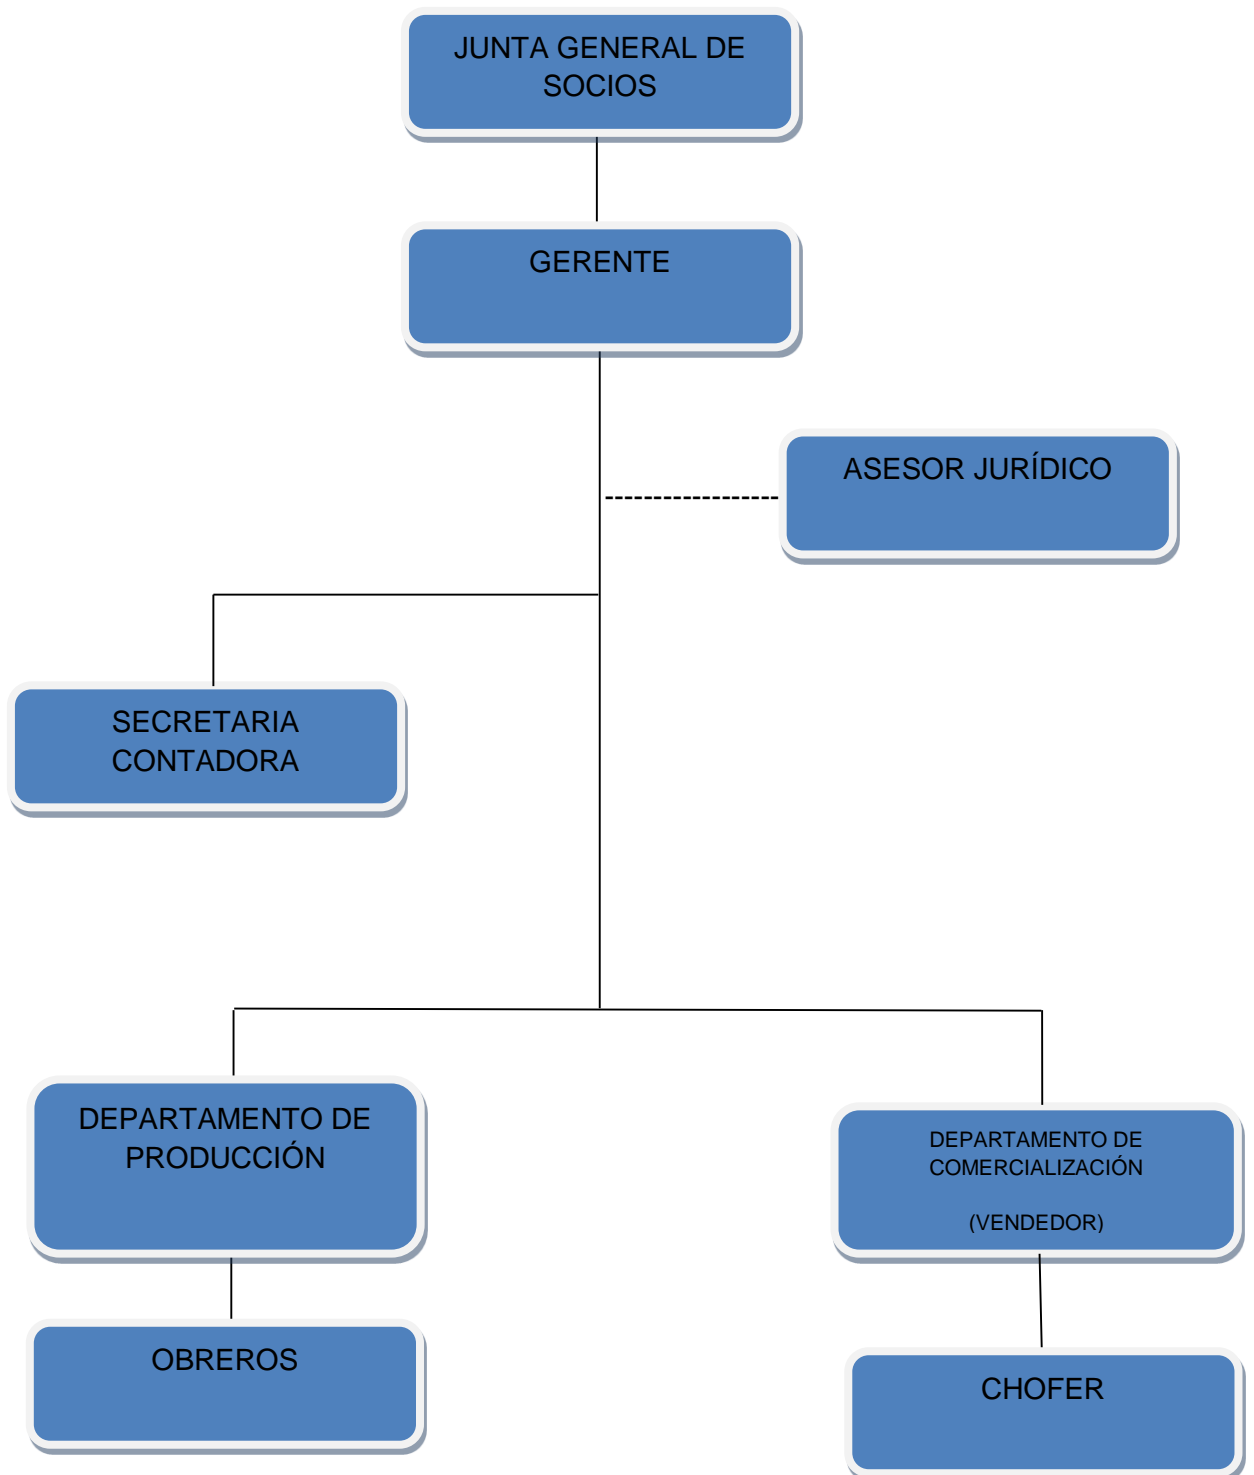 JUNTA GENERAL DE
SOCIOS
GERENTE
ASESOR JURÍDICO
SECRETARIA
CONTADORA
DEPARTAMENTO DE
PRODUCCIÓN
DEPARTAMENTO DE
COMERCIALIZACIÓN
(VENDEDOR)
OBREROS
CHOFER